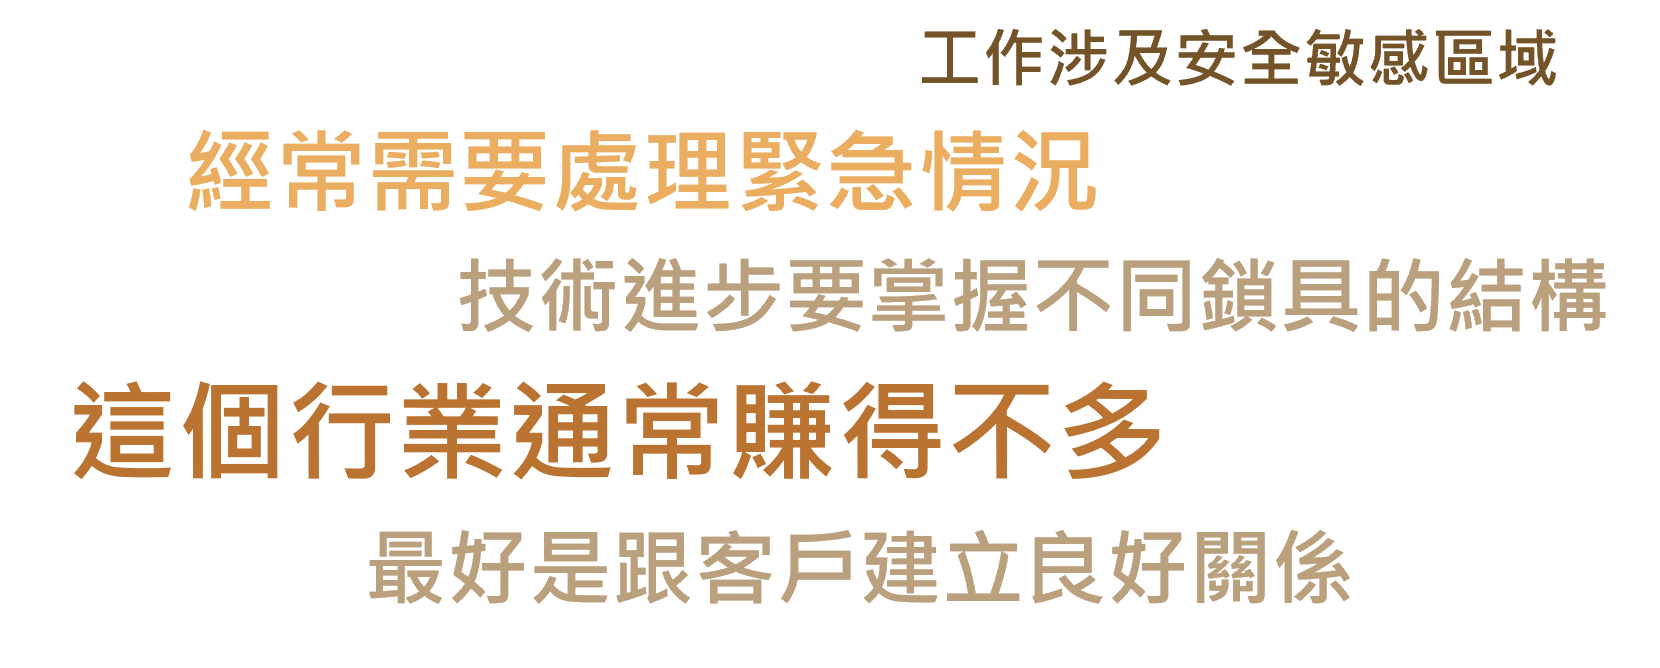 工作涉及安全敏感區域
經常需要處理緊急情況
技術進步要掌握不同鎖具的結構
這個行業通常賺得不多
最好是跟客戶建立良好關係